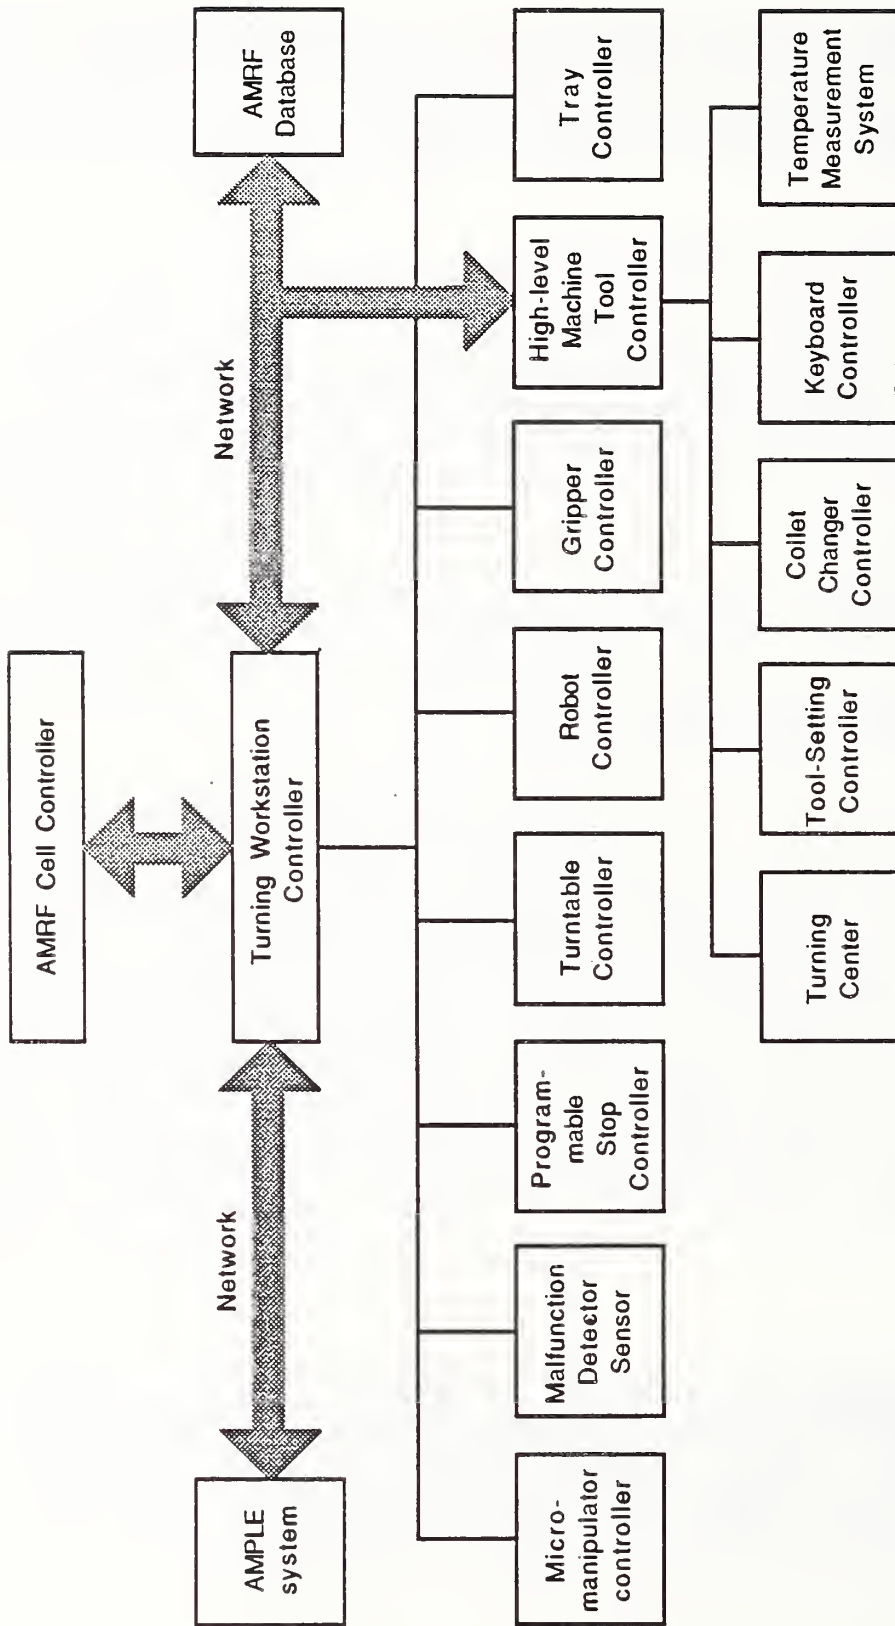 AMRF Cell Controller
Network
Network
AMPLE
system
Turning Workstation
Controller
AMRF
Database
Micro-
manipulator
controller
Malfunction
Detector
Sensor
Program-
mable
Stop
Controller
Turntable
Controller
Robot
Controller
Gripper
Controller
High-level
Machine
Tool
Controller
Tray
Controller
Turning
Center
Tool-Setting
Controller
Collet
Changer
Controller
Keyboard
Controller
Temperature
Measurement
System